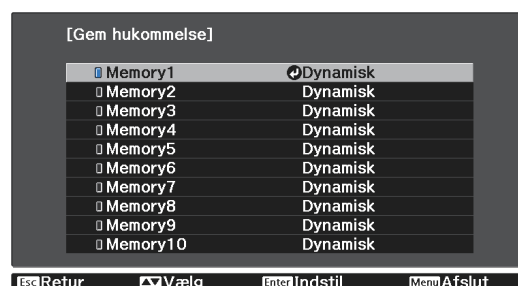 [Gem hukommelse]
Memory1 Dynamisk
Memory2 Dynamisk
Memory3 Dynamisk
Memory4 Dynamisk
Memory5 Dynamisk
Memory6 Dynamisk
Memory7 Dynamisk
Memory8 Dynamisk
Memory9 Dynamisk
Memory10 Dynamisk
Esc Retur Vælg Enter Indstil Menu Afslut